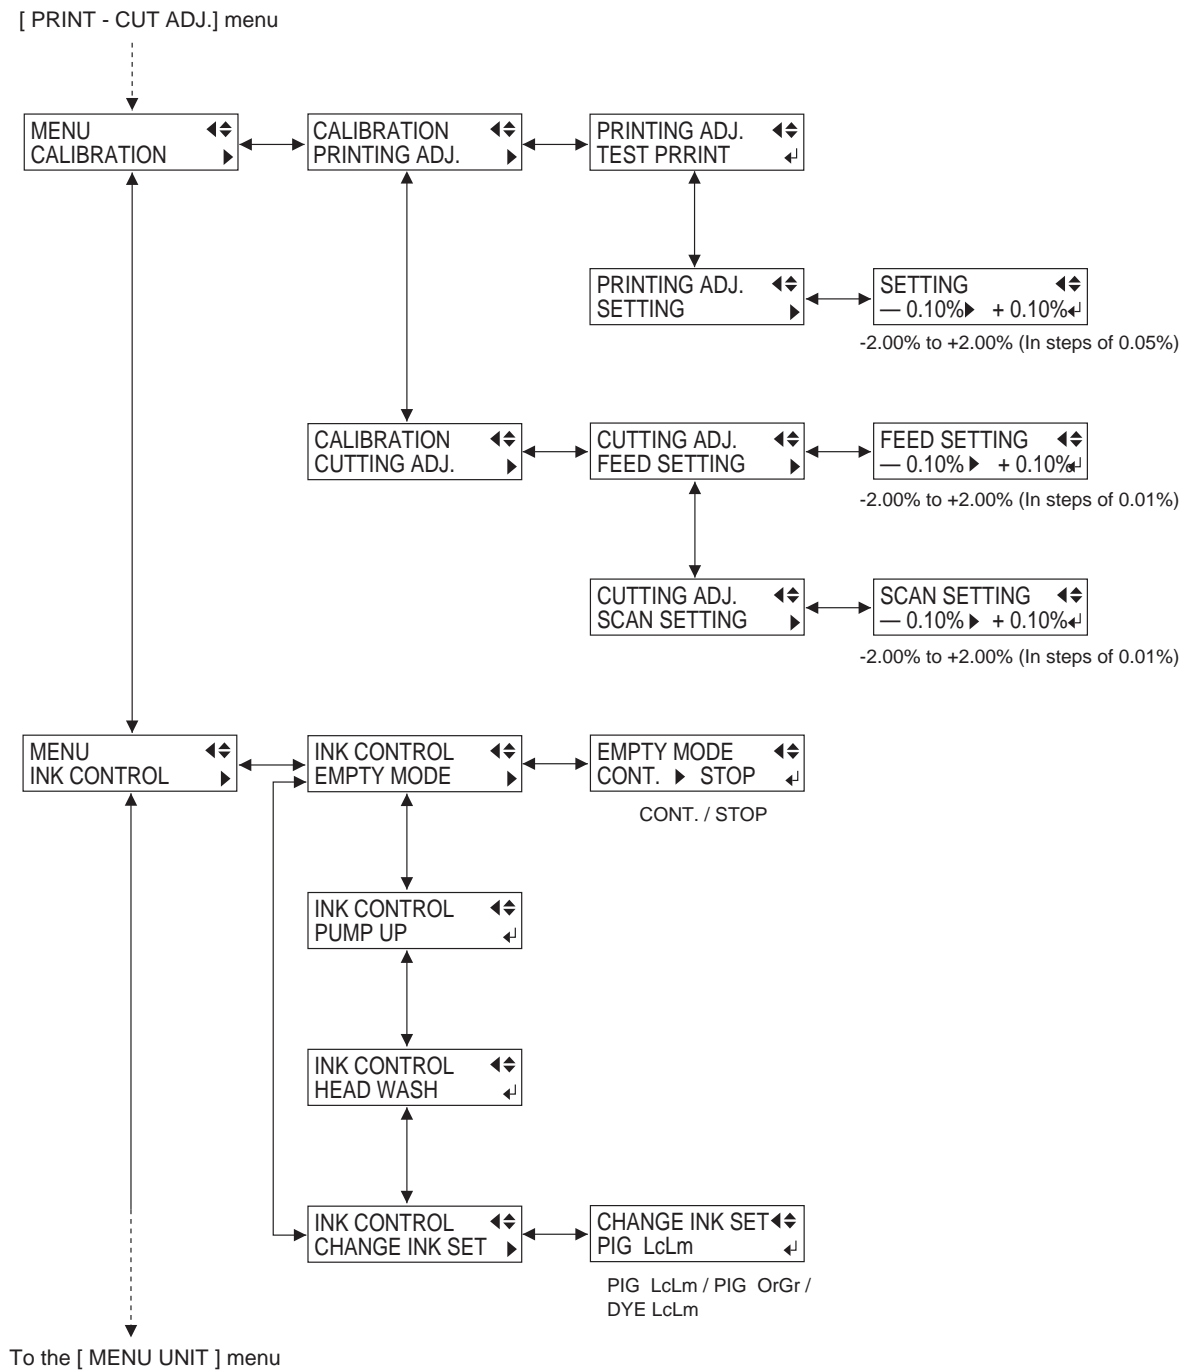 [ PRINT - CUT ADJ.] menu
MENU
CALIBRATION
CALIBRATION
PRINTING ADJ.
PRINTING ADJ.
TEST PRRINT
PRINTING ADJ.
SETTING
SETTING
— 0.10% + 0.10%
-2.00% to +2.00% (In steps of 0.05%)
CALIBRATION
CUTTING ADJ.
CUTTING ADJ.
FEED SETTING
FEED SETTING
— 0.10% + 0.10%
-2.00% to +2.00% (In steps of 0.01%)
CUTTING ADJ.
SCAN SETTING
SCAN SETTING
— 0.10% + 0.10%
-2.00% to +2.00% (In steps of 0.01%)
MENU
INK CONTROL
INK CONTROL
EMPTY MODE
EMPTY MODE
CONT. STOP
CONT. / STOP
INK CONTROL
PUMP UP
INK CONTROL
HEAD WASH
INK CONTROL
CHANGE INK SET
CHANGE INK SET
PIG LcLm
PIG LcLm / PIG OrGr /
DYE LcLm
To the [ MENU UNIT ] menu